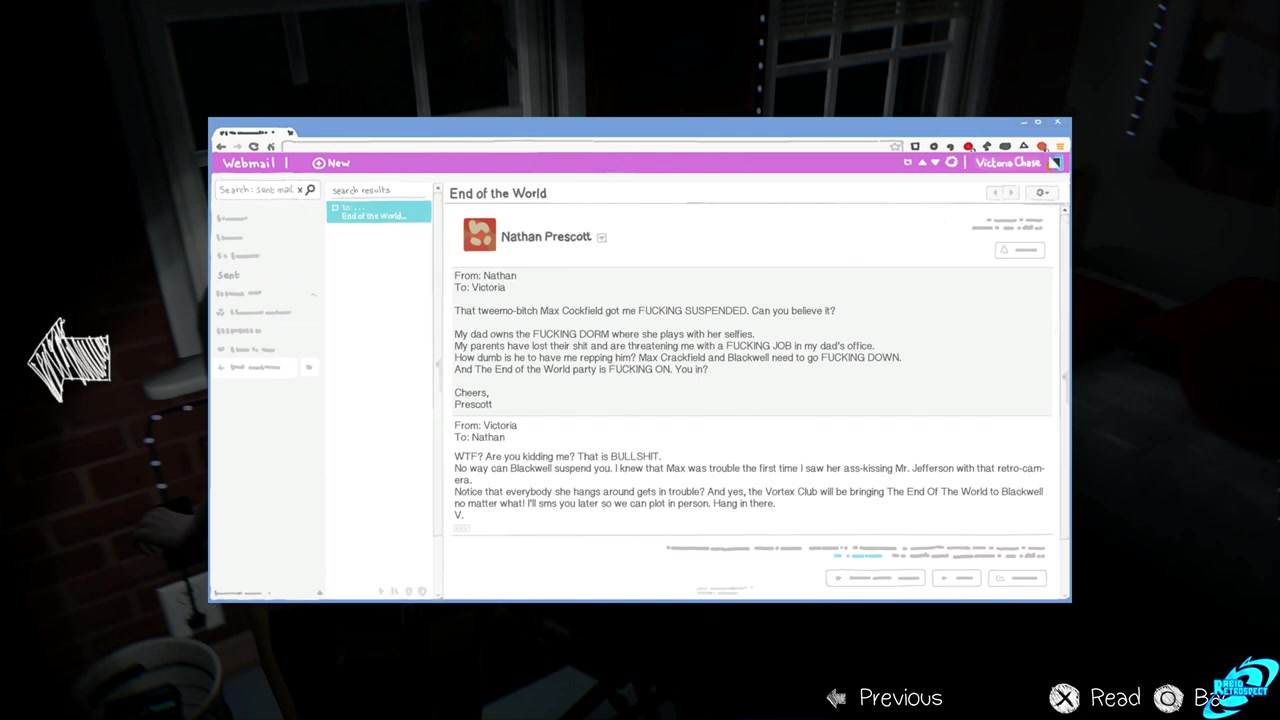 Webmail | New
Victoria Chase
Search: sent mail x
search results
End of the World
to:...
End of the World...
Nathan Prescott
Sent
From: Nathan
To: Victoria
That tweemo-bitch Max Cockfield got me FUCKING SUSPENDED. Can you believe it?
My dad owns the FUCKING DORM where she plays with her selfies.
My parents have lost their shit and are threatening me with a FUCKING JOB in my dad's office.
How dumb is he to have me repping him? Max Crackfield and Blackwell need to go FUCKING DOWN.
And The End of the World party is FUCKING ON. You in?
Cheers,
Prescott
From: Victoria
To: Nathan
WTF? Are you kidding me? That is BULLSHIT.
No way can Blackwell suspend you. I knew that Max was trouble the first time I saw her ass-kissing Mr. Jefferson with that retro-cam-
era.
Notice that everybody she hangs around gets in trouble? And yes, the Vortex Club will be bringing The End Of The World to Blackwell
no matter what! I'll sms you later so we can plot in person. Hang in there.
V.
Previous
Read
RETROSPECT